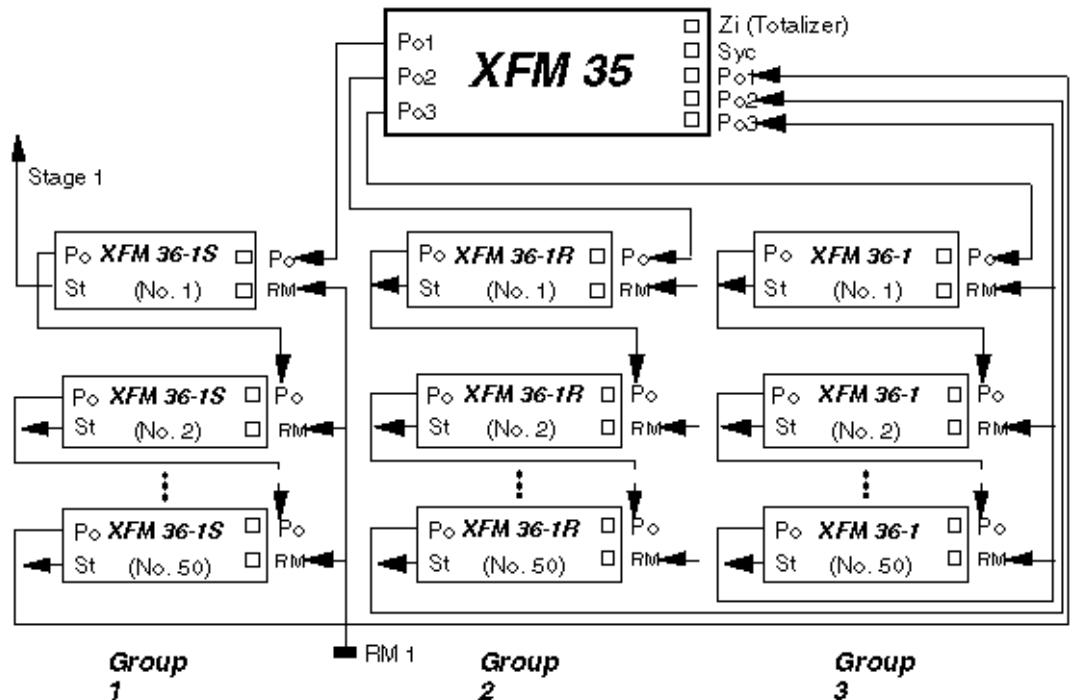 Zi (Totalizer)
Syc
Po1
Po2
Po3
XFM 35
Po1
Po2
Po3
Stage 1
Po XFM 36-1S Po
St (No. 1) RM
Po XFM 36-1R Po
St (No. 1) RM
Po XFM 36-1 Po
St (No. 1) RM
Po XFM 36-1S Po
St (No. 2) RM
Po XFM 36-1R Po
St (No. 2) RM
Po XFM 36-1 Po
St (No. 2) RM
Po XFM 36-1S Po
St (No. 50) RM
Po XFM 36-1R Po
St (No. 50) RM
Po XFM 36-1 Po
St (No. 50) RM
RM 1
Group
1
Group
2
Group
3